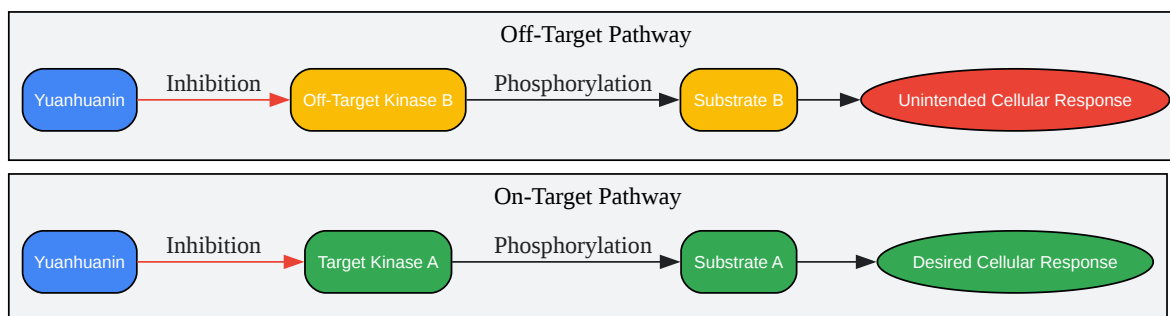 Off-Target Pathway
Inhibition
Phosphorylation
Yuanhuanin
Off-Target Kinase B
Substrate B
Unintended Cellular Response
On-Target Pathway
Inhibition
Phosphorylation
Yuanhuanin
Target Kinase A
Substrate A
Desired Cellular Response